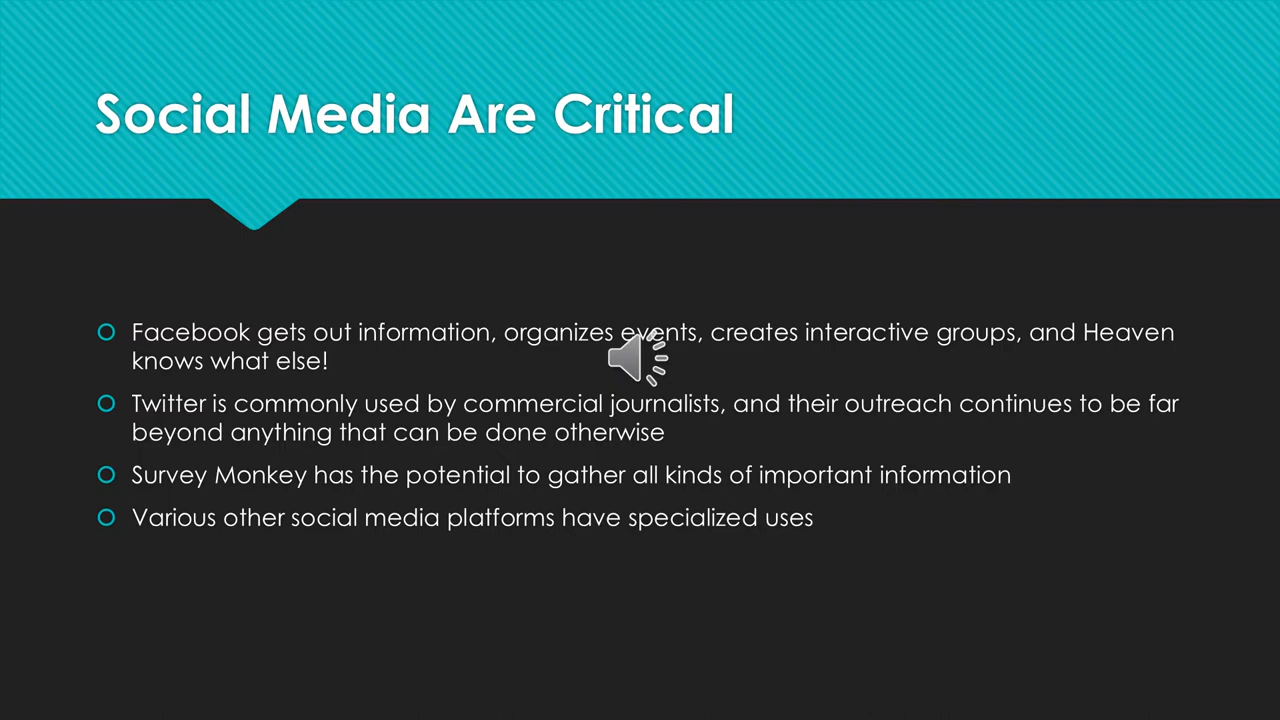 Social Media Are Critical
Facebook gets out information, organizes events, creates interactive groups, and Heaven
knows what else!
Twitter is commonly used by commercial journalists, and their outreach continues to be far
beyond anything that can be done otherwise
Survey Monkey has the potential to gather all kinds of important information
Various other social media platforms have specialized uses